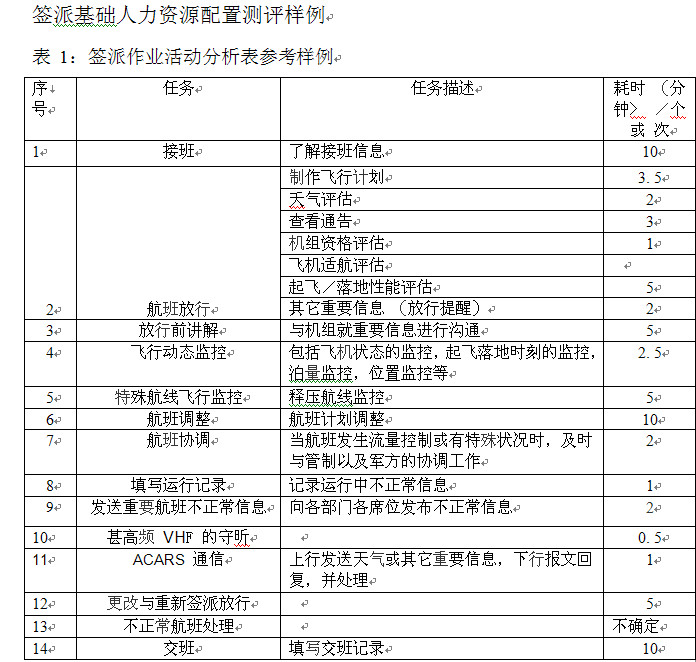 签派基础人力资源配置测评样例
表 1：签派作业活动分析表参考样例
序号 任务 任务描述 耗时 （分钟> ／个或 次
1 接班 了解接班信息 10
制作飞行计划 3.5
天气评估 2
查看通告 3
机组资格评估 1
飞机适航评估
起飞／落地性能评估 5
2 航班放行 其它重要信息 （放行提醒） 2
3 放行前讲解 与机组就重要信息进行沟通 5
4 飞行动态监控 包括飞机状态的监控，起飞落地时刻的监控， 2.5
泊量监控，位置监控等
5 特殊航线飞行监控 释压航线监控 5
6 航班调整 航班计划调整 10
7 航班协调 当航班发生流量控制或有特殊状况时，及时 2
与管制以及军方的协调工作
8 填写运行记录 记录运行中不正常信息 1
9 发送重要航班不正常信息 向各部门各席位发布不正常信息 2
10 甚高频 VHF 的守昕 0.5
11 ACARS 通信 上行发送天气或其它重要信息，下行报文回 1
复，并处理
12 更改与重新签派放行 5
13 不正常航班处理 不确定
14 交班 填写交班记录 10